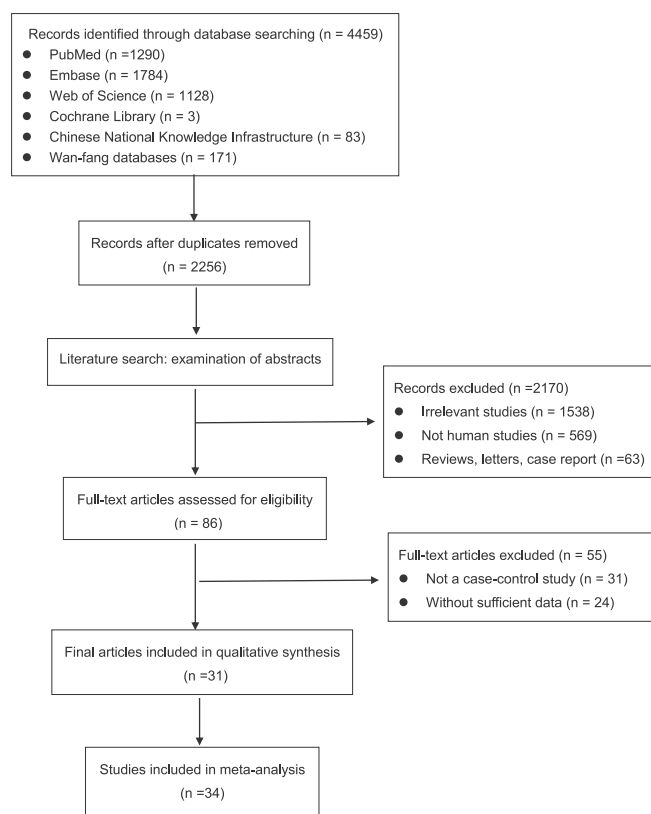 Records identified through database searching (n = 4459)
● PubMed (n =1290)
● Embase (n = 1784)
● Web of Science (n = 1128)
● Cochrane Library (n = 3)
● Chinese National Knowledge Infrastructure (n = 83)
● Wan-fang databases (n = 171)
Records after duplicates removed
(n = 2256)
Literature search: examination of abstracts
Records excluded (n =2170)
● Irrelevant studies (n = 1538)
● Not human studies (n = 569)
● Reviews, letters, case report (n =63)
Full-text articles assessed for eligibility
(n = 86)
Full-text articles excluded (n = 55)
● Not a case-control study (n = 31)
● Without sufficient data (n = 24)
Final articles included in qualitative synthesis
(n =31)
Studies included in meta-analysis
(n =34)